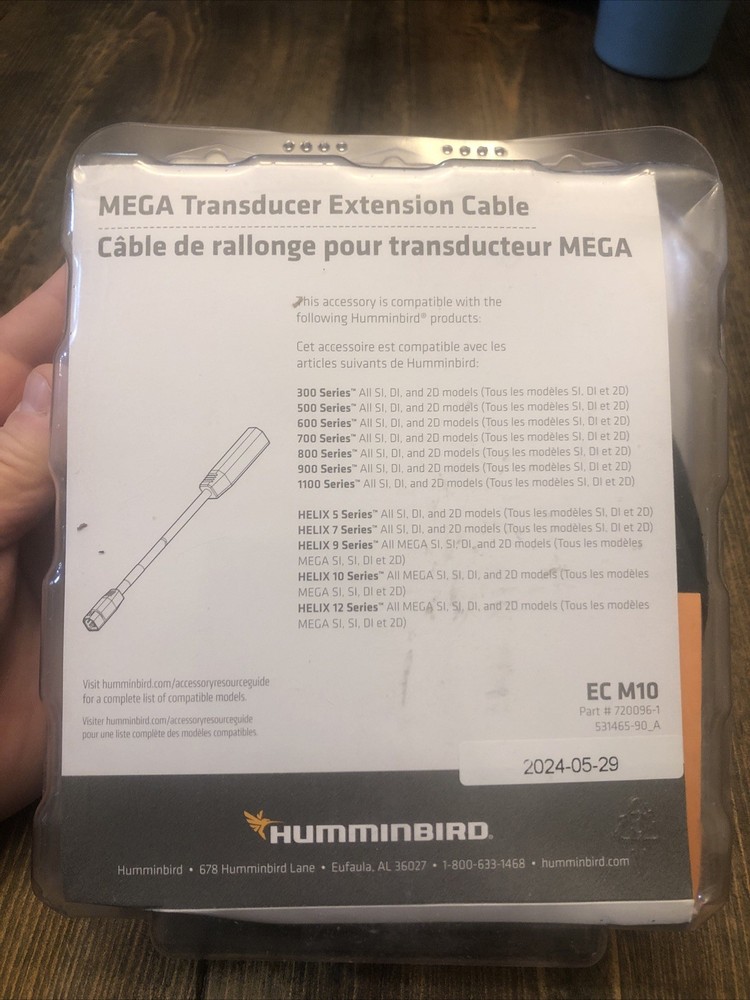 MEGA Transducer Extension Cable
Câble de rallonge pour transducteur MEGA
This accessory is compatible with the
following Humminbird® products:
Cet accessoire est compatible avec les
articles suivants de Humminbird:
300 Series™ All SI, DI, and 2D models (Tous les modèles SI, DI et 2D)
500 Series™ All SI, DI, and 2D models (Tous les modèles SI, DI et 2D)
600 Series™ All SI, DI, and 2D models (Tous les modèles SI, DI et 2D)
700 Series™ All SI, DI, and 2D models (Tous les modèles SI, DI et 2D)
800 Series™ All SI, DI, and 2D models (Tous les modèles SI, DI et 2D)
900 Series™ All SI, DI, and 2D models (Tous les modèles SI, DI et 2D)
1100 Series™ All SI, DI, and 2D models (Tous les modèles SI, DI et 2D)
HELIX 5 Series™ All SI, DI, and 2D models (Tous les modèles SI, DI et 2D)
HELIX 7 Series™ All SI, DI, and 2D models (Tous les modèles SI, DI et 2D)
HELIX 9 Series™ All MEGA SI, SI, DI, and 2D models (Tous les modèles
MEGA SI, SI, DI et 2D)
HELIX 10 Series™ All MEGA SI, SI, DI, and 2D models (Tous les modèles
MEGA SI, SI, DI et 2D)
HELIX 12 Series™ All MEGA SI, SI, DI, and 2D models (Tous les modèles
MEGA SI, SI, DI et 2D)
Visit humminbird.com/accessoryresourceguide
for a complete list of compatible models.
Visiter humminbird.com/accessoryresourceguide
pour une liste complète des modèles compatibles.
EC M10
Part # 720096-1
531465-90_A
2024-05-29
HUMMINBIRD®
Humminbird • 678 Humminbird Lane • Eufaula, AL 36027 • 1-800-633-1468 • humminbird.com